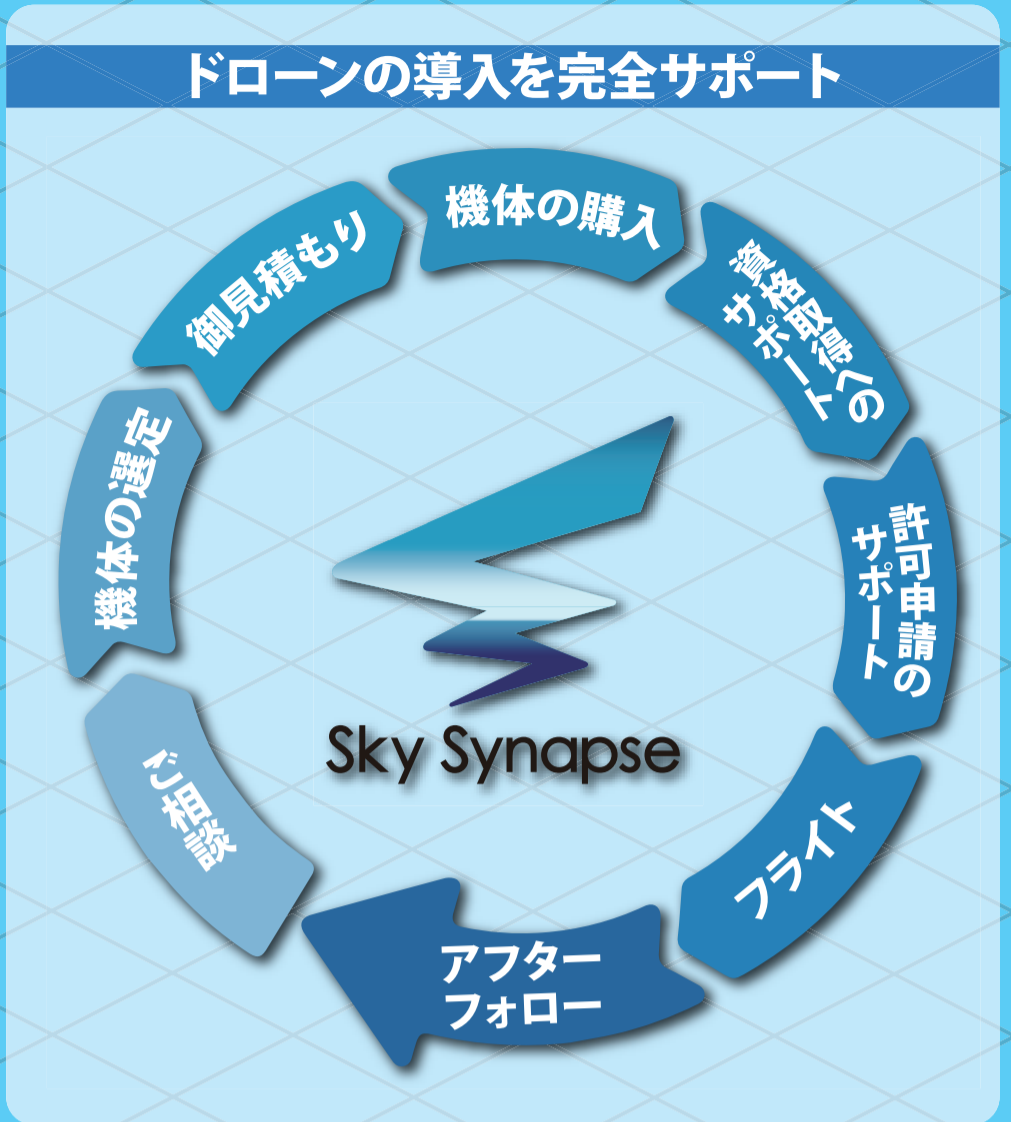 ドローンの導入を完全サポート
ご相談
機体の選定
御見積もり
機体の購入
資格取得への
サポート
許可申請の
サポート
フライト
アフター
フォロー
Sky Synapse